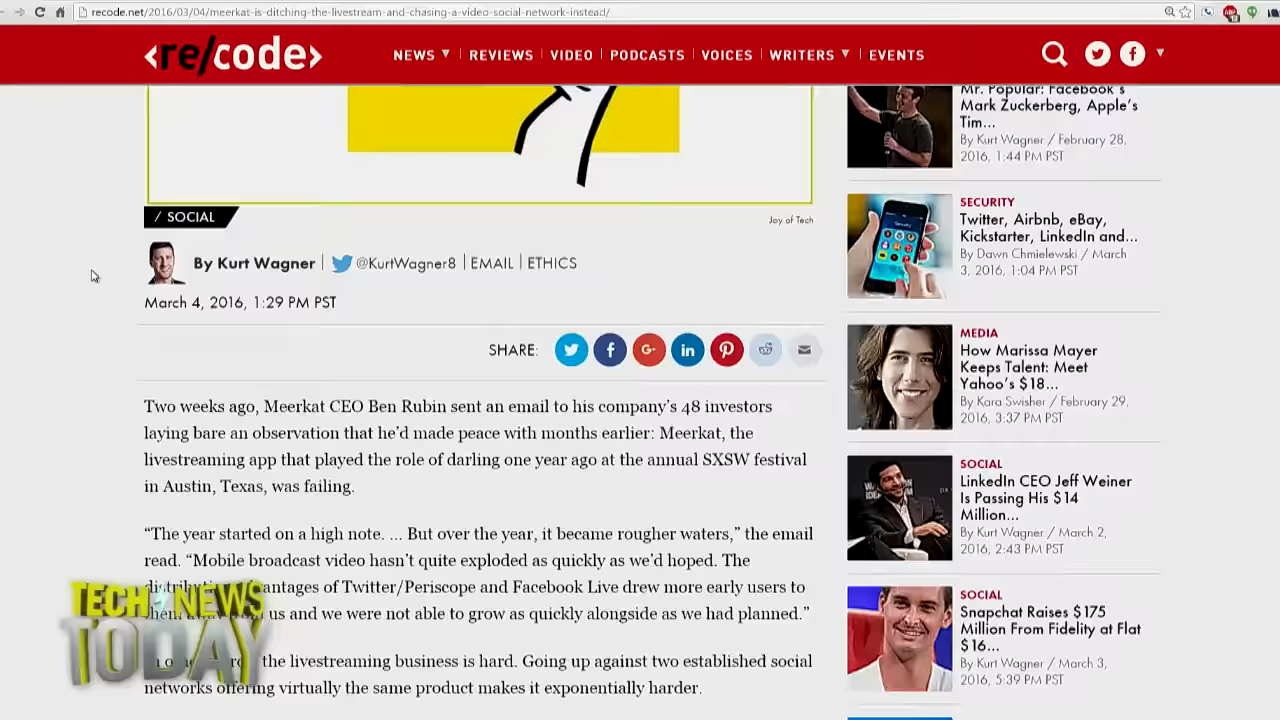 recode.net/2016/03/04/meerkat-is-ditching-the-livestream-and-chasing-a-video-social-network-instead/
<re/code>
NEWS REVIEWS VIDEO PODCASTS VOICES WRITERS EVENTS
/ SOCIAL
Joy of Tech
By Kurt Wagner | @KurtWagner8 | EMAIL | ETHICS
March 4, 2016, 1:29 PM PST
SHARE:
Two weeks ago, Meerkat CEO Ben Rubin sent an email to his company's 48 investors
laying bare an observation that he'd made peace with months earlier: Meerkat, the
livestreaming app that played the role of darling one year ago at the annual SXSW festival
in Austin, Texas, was failing.
“The year started on a high note. ... But over the year, it became rougher waters,” the email
read. “Mobile broadcast video hasn't quite exploded as quickly as we'd hoped. The
antages of Twitter/Periscope and Facebook Live drew more early users to
us and we were not able to grow as quickly alongside as we had planned.”
the livestreaming business is hard. Going up against two established social
networks offering virtually the same product makes it exponentially harder.
Mr. Popular: Facebook's
Mark Zuckerberg, Apple's
Tim...
By Kurt Wagner / February 28,
2016, 1:44 PM PST
SECURITY
Twitter, Airbnb, eBay,
Kickstarter, LinkedIn and...
By Dawn Chmielewski / March
3, 2016, 1:04 PM PST
MEDIA
How Marissa Mayer
Keeps Talent: Meet
Yahoo's $18...
By Kara Swisher / February 29,
2016, 3:37 PM PST
SOCIAL
LinkedIn CEO Jeff Weiner
Is Passing His $14
Million...
By Kurt Wagner / March 2,
2016, 2:43 PM PST
SOCIAL
Snapchat Raises $175
Million From Fidelity at Flat
$16...
By Kurt Wagner / March 3,
2016, 5:39 PM PST
TECH NEWS
TODAY